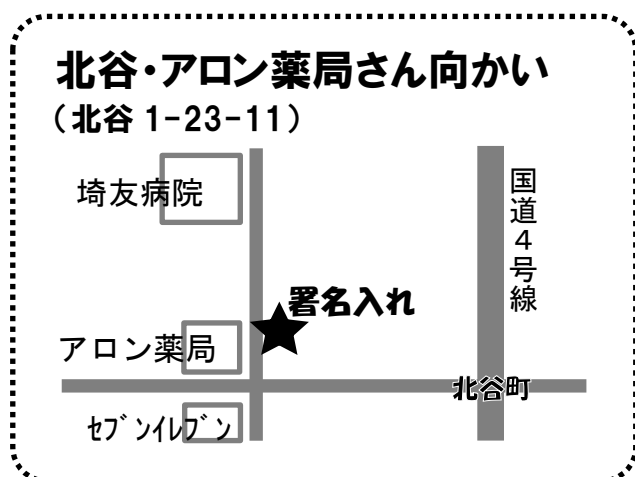 北谷・アロン薬局さん向かい
（北谷 1-23-11）
埼友病院
国道４号線
署名入れ
アロン薬局
北谷町
ｾﾌﾞﾝｲﾚﾌﾞﾝ